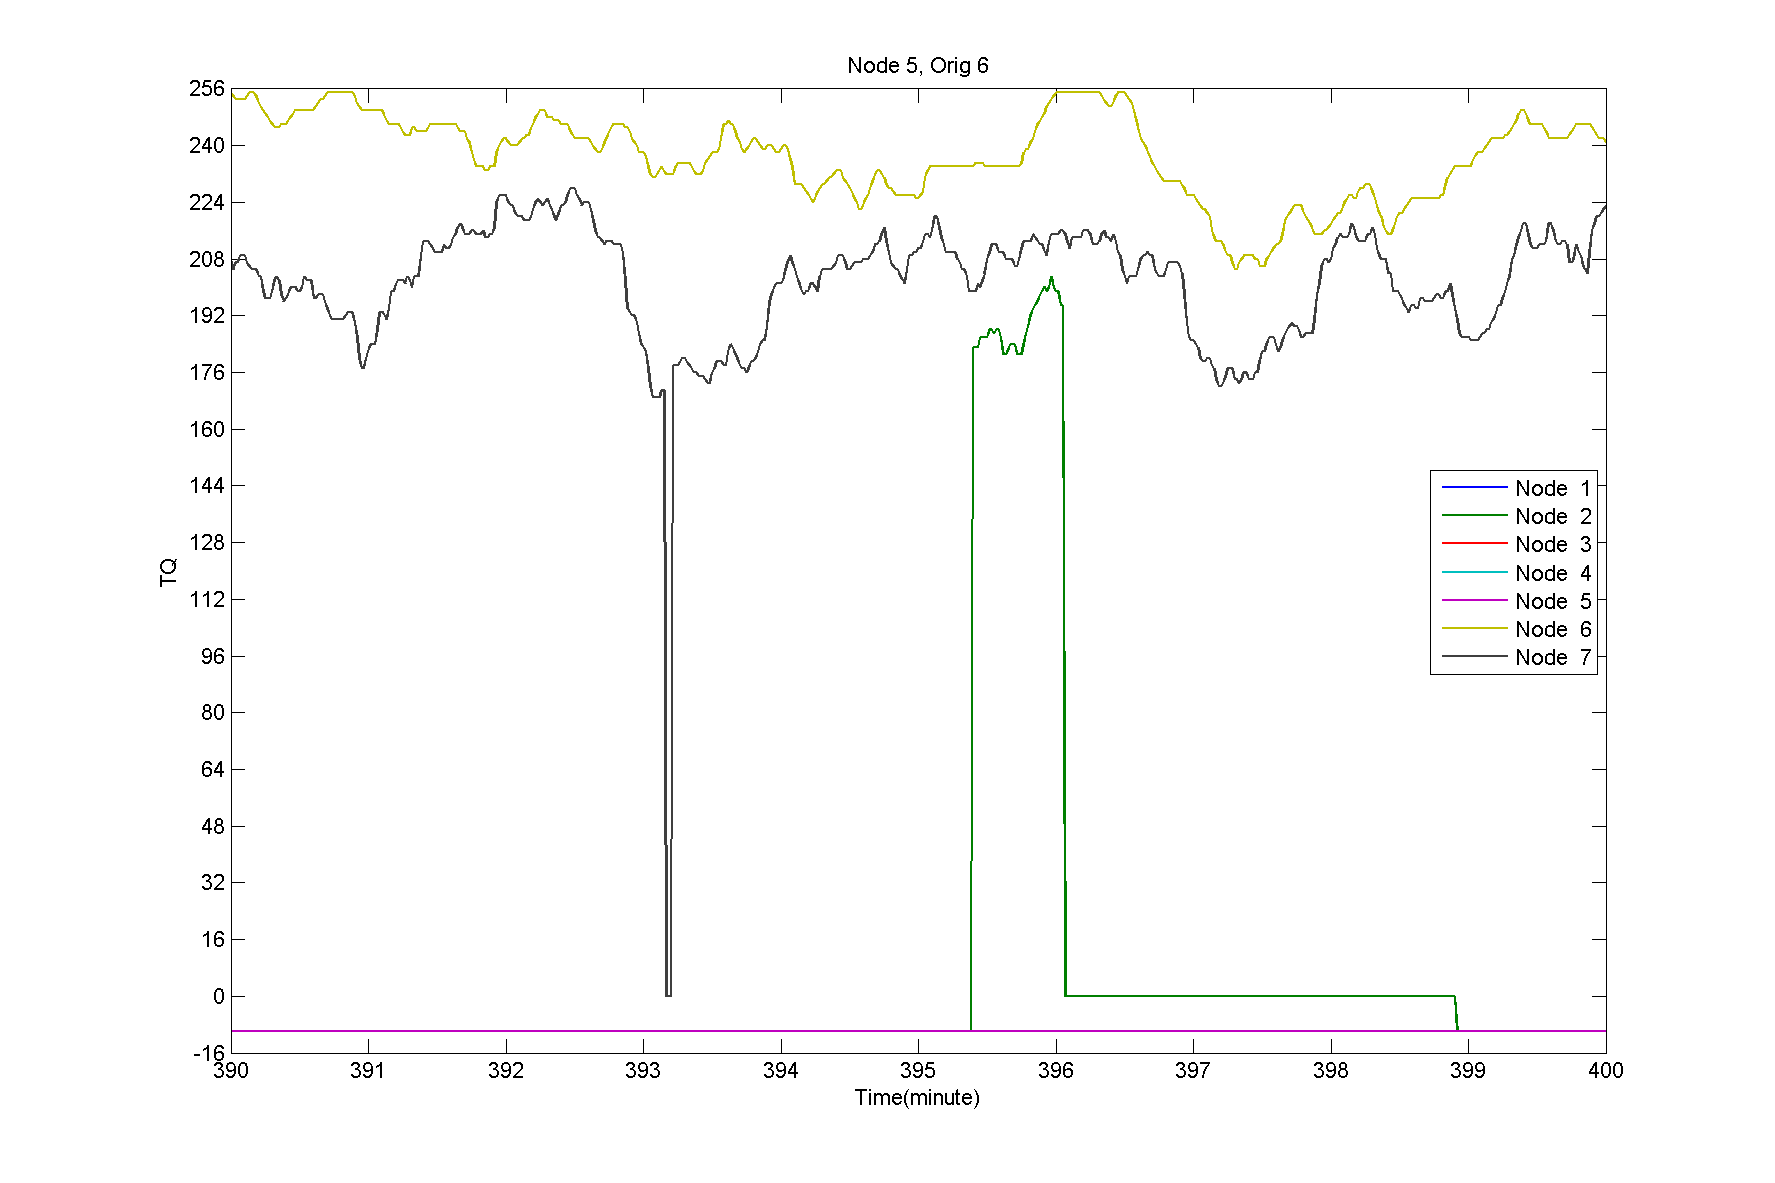 Node 5, Orig 6
256
240
224
208
192
176
160
144
128
112
96
80
64
48
32
16
0
-16
TQ
Node 1
Node 2
Node 3
Node 4
Node 5
Node 6
Node 7
390 391 392 393 394 395 396 397 398 399 400
Time(minute)